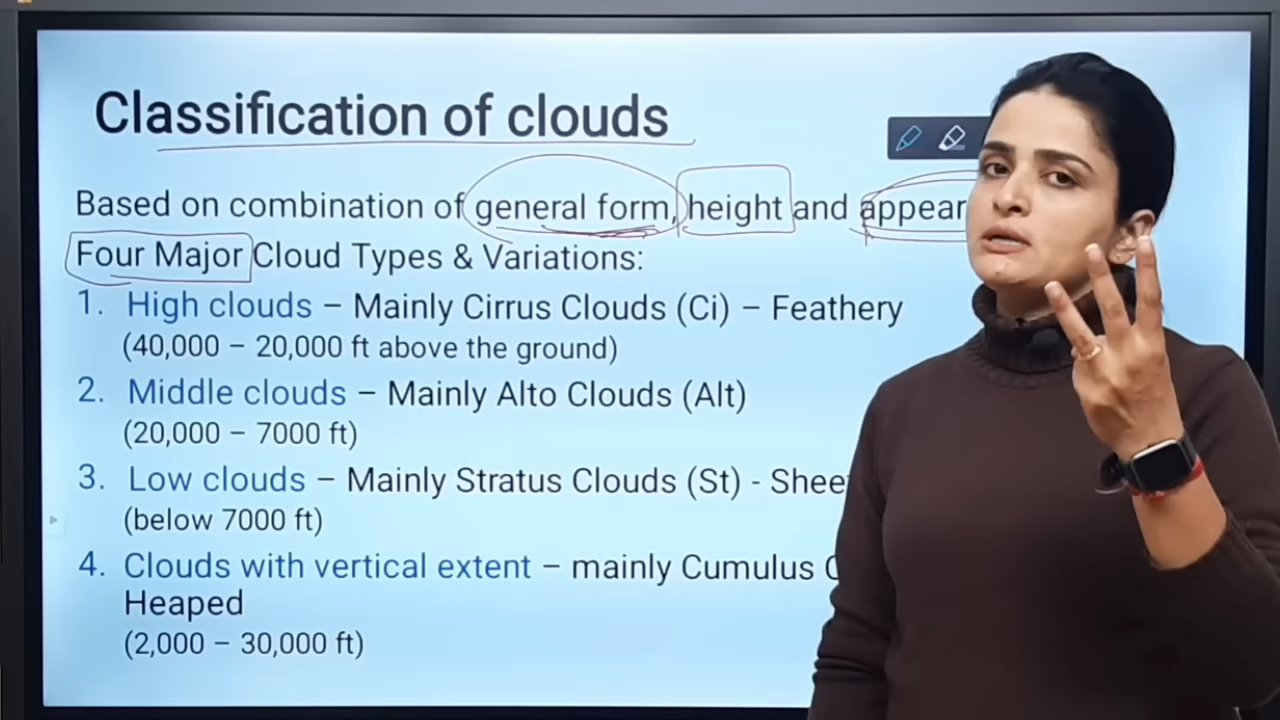 Classification of clouds
Based on combination of general form, height and appear
Four Major Cloud Types & Variations:
1. High clouds – Mainly Cirrus Clouds (Ci) – Feathery
(40,000 – 20,000 ft above the ground)
2. Middle clouds – Mainly Alto Clouds (Alt)
(20,000 – 7000 ft)
3. Low clouds – Mainly Stratus Clouds (St) - Shee
(below 7000 ft)
4. Clouds with vertical extent – mainly Cumulus
Heaped
(2,000 – 30,000 ft)